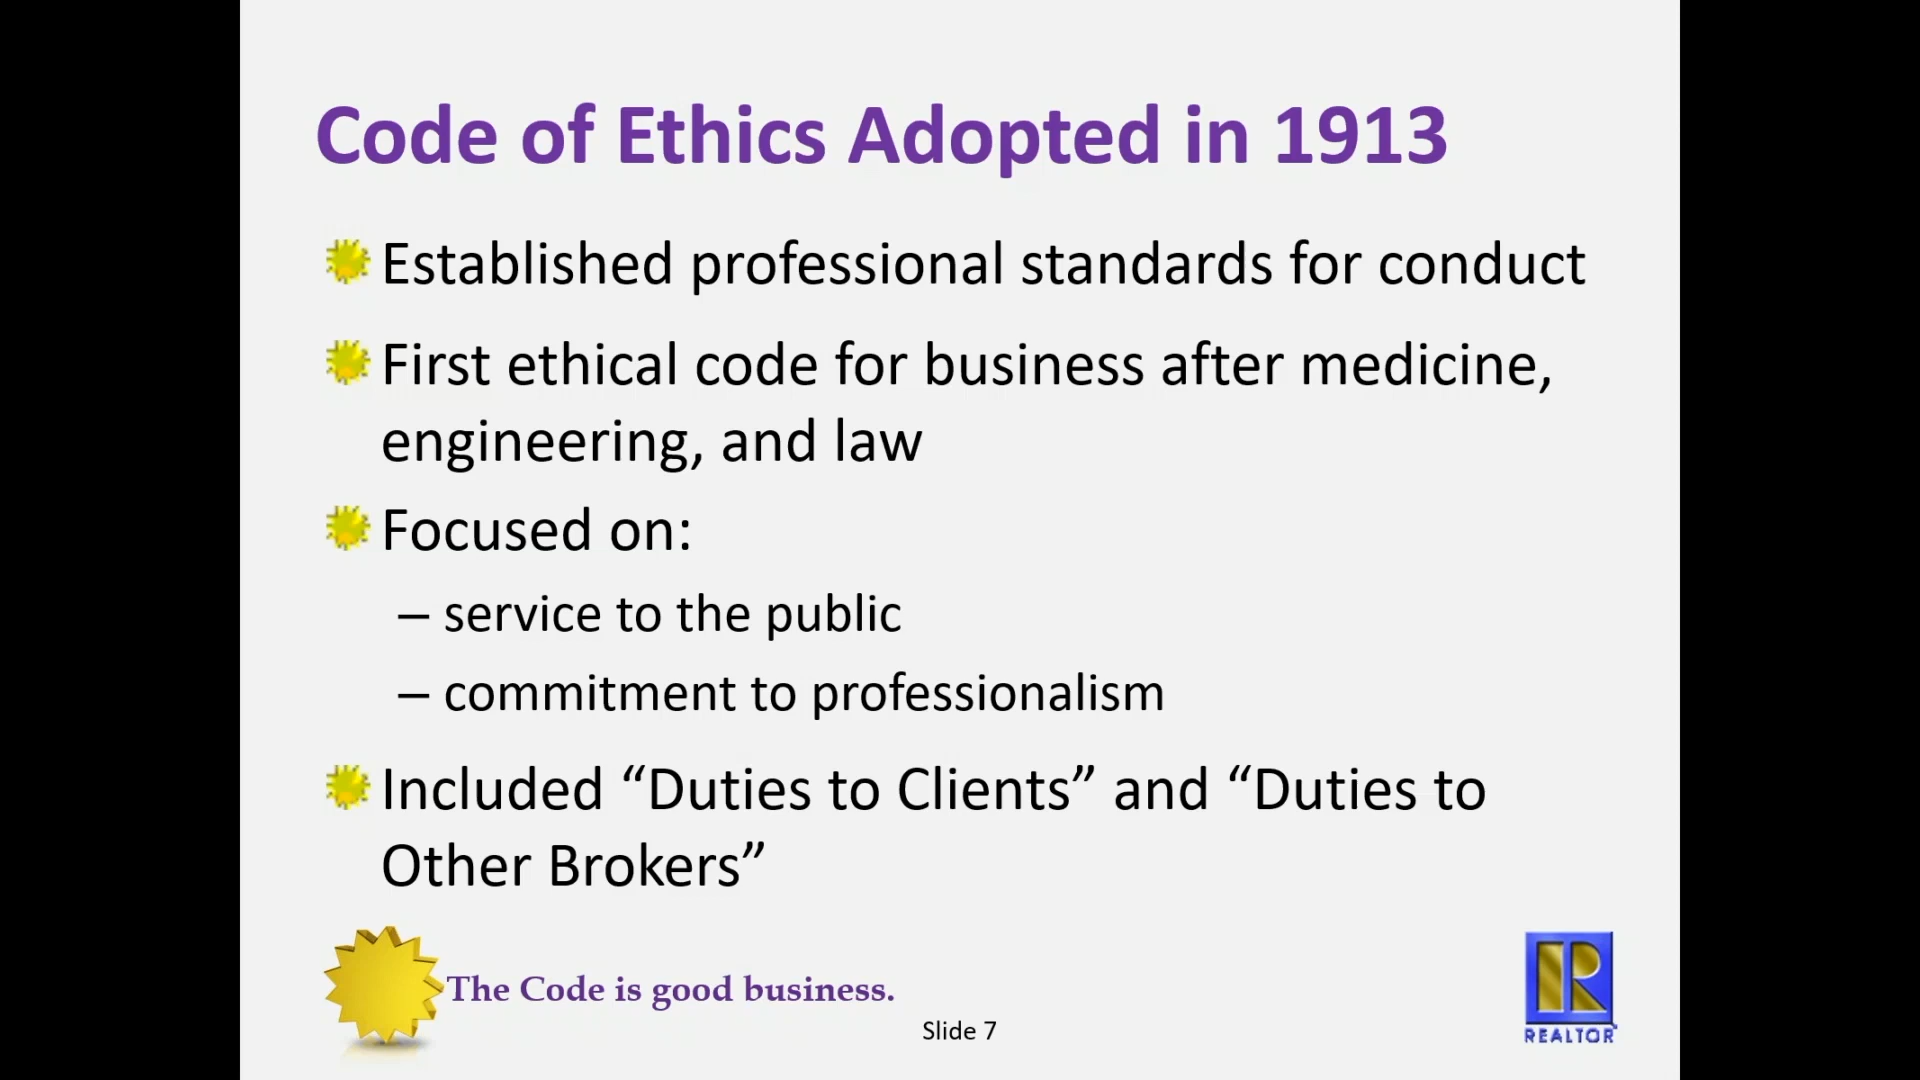 Code of Ethics Adopted in 1913
Established professional standards for conduct
First ethical code for business after medicine,
engineering, and law
Focused on:
– service to the public
– commitment to professionalism
Included “Duties to Clients” and “Duties to
Other Brokers”
The Code is good business.
Slide 7
R
REALTOR™